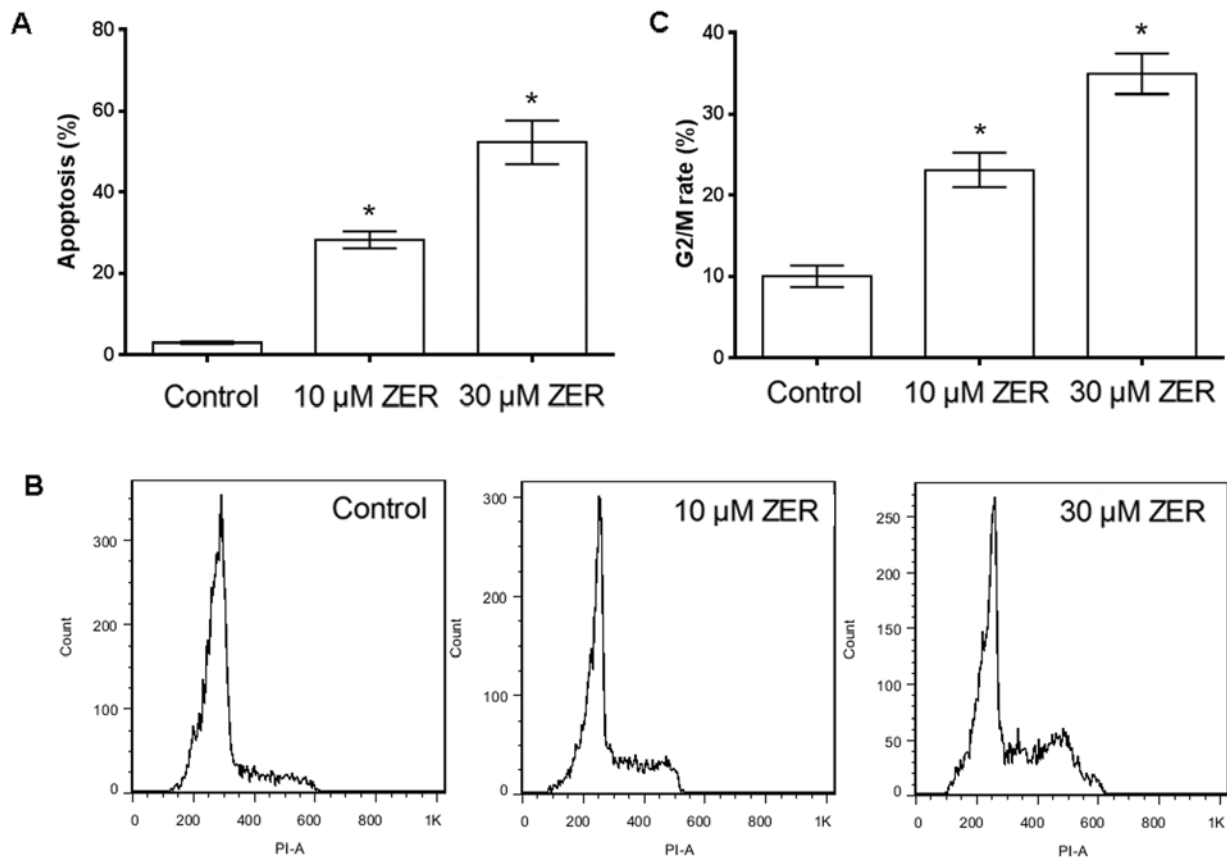 A
80
60
40
20
0
Apoptosis (%)
*
*
Control
10 µM ZER
30 µM ZER
C
40
30
20
10
0
G2/M rate (%)
*
*
Control
10 µM ZER
30 µM ZER
B
Control
300
200
100
0
Count
0 200 400 600 800 1K
PI-A
10 µM ZER
300
200
100
0
Count
0 200 400 600 800 1K
PI-A
30 µM ZER
250
200
150
100
50
0
Count
0 200 400 600 800 1K
PI-A